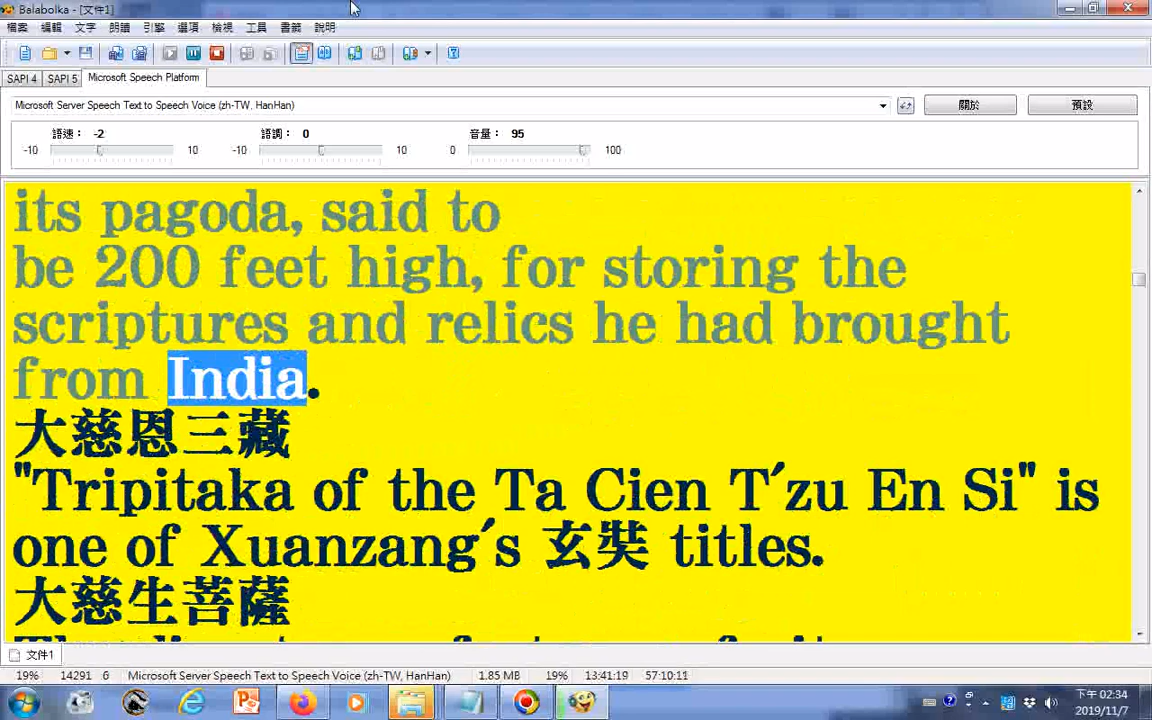 Balabolka - [文件1]
檔案 編輯 文字 朗讀 引擎 選項 檢視 工具 書籤 說明
SAPI 4 SAPI 5 Microsoft Speech Platform
Microsoft Server Speech Text to Speech Voice (zh-TW, HanHan) 關於 預設
語速： -2 語調： 0 音量： 95
-10 10 -10 10 0 100
its pagoda, said to
be 200 feet high, for storing the
scriptures and relics he had brought
from India.
大慈恩三藏
"Tripitaka of the Ta Cien T'zu En Si" is
one of Xuanzang's 玄奘 titles.
大慈生菩薩
文件1
19% 14291 6 Microsoft Server Speech Text to Speech Voice (zh-TW, HanHan) 1.85 MB 19% 13:41:19 57:10:11
下午 02:34
2019/11/7